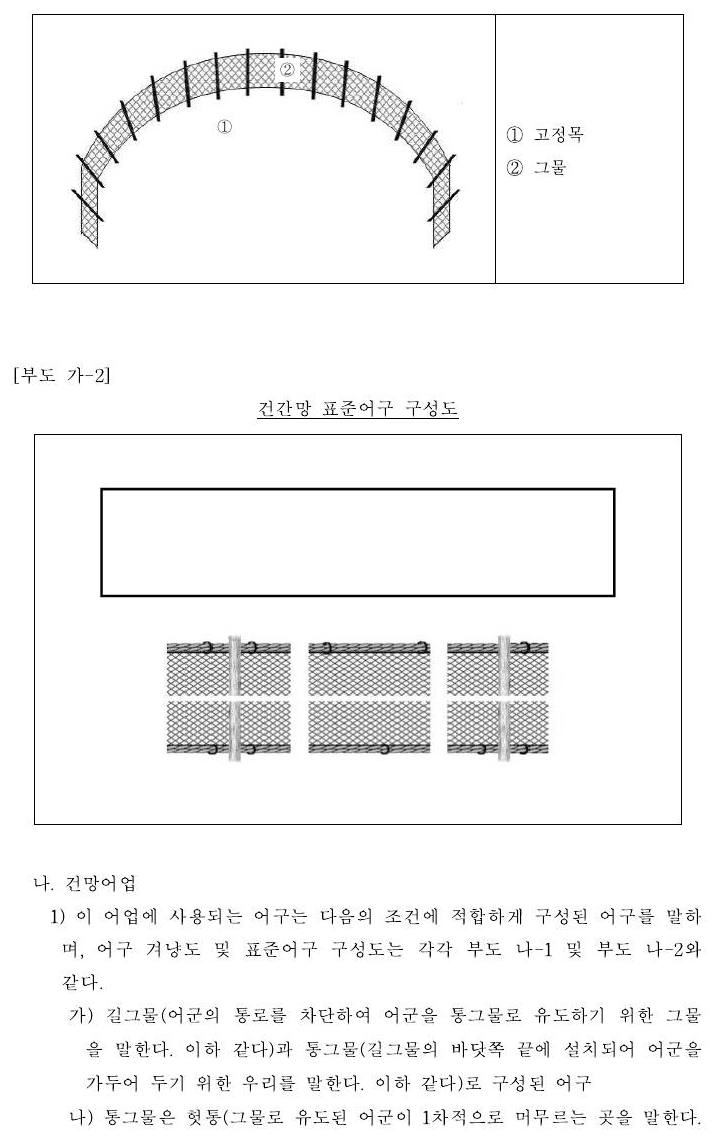 ②
①
① 고정목
② 그물
[부도 가-2]
건간망 표준어구 구성도
나. 건망어업
1) 이 어업에 사용되는 어구는 다음의 조건에 적합하게 구성된 어구를 말하
며, 어구 겨냥도 및 표준어구 구성도는 각각 부도 나-1 및 부도 나-2와
같다.
가) 길그물(어군의 통로를 차단하여 어군을 통그물로 유도하기 위한 그물
을 말한다. 이하 같다)과 통그물(길그물의 바닷쪽 끝에 설치되어 어군을
가두어 두기 위한 우리를 말한다. 이하 같다)로 구성된 어구
나) 통그물은 헛통(그물로 유도된 어군이 1차적으로 머무르는 곳을 말한다.